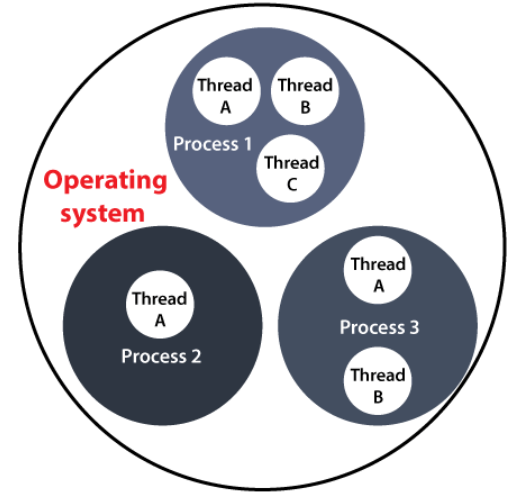 Thread
A
Thread
B
Process 1
Thread
C
Operating
system
Thread
A
Process 2
Thread
A
Process 3
Thread
B